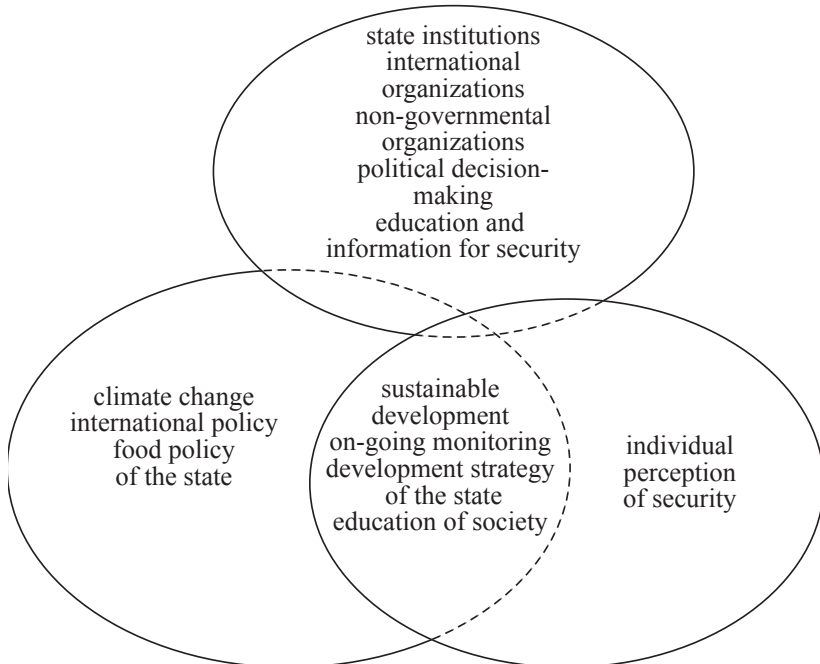 state institutions
international
organizations
non-governmental
organizations
political decision-
making
education and
information for security
climate change
international policy
food policy
of the state
sustainable
development
on-going monitoring
development strategy
of the state
education of society
individual
perception
of security